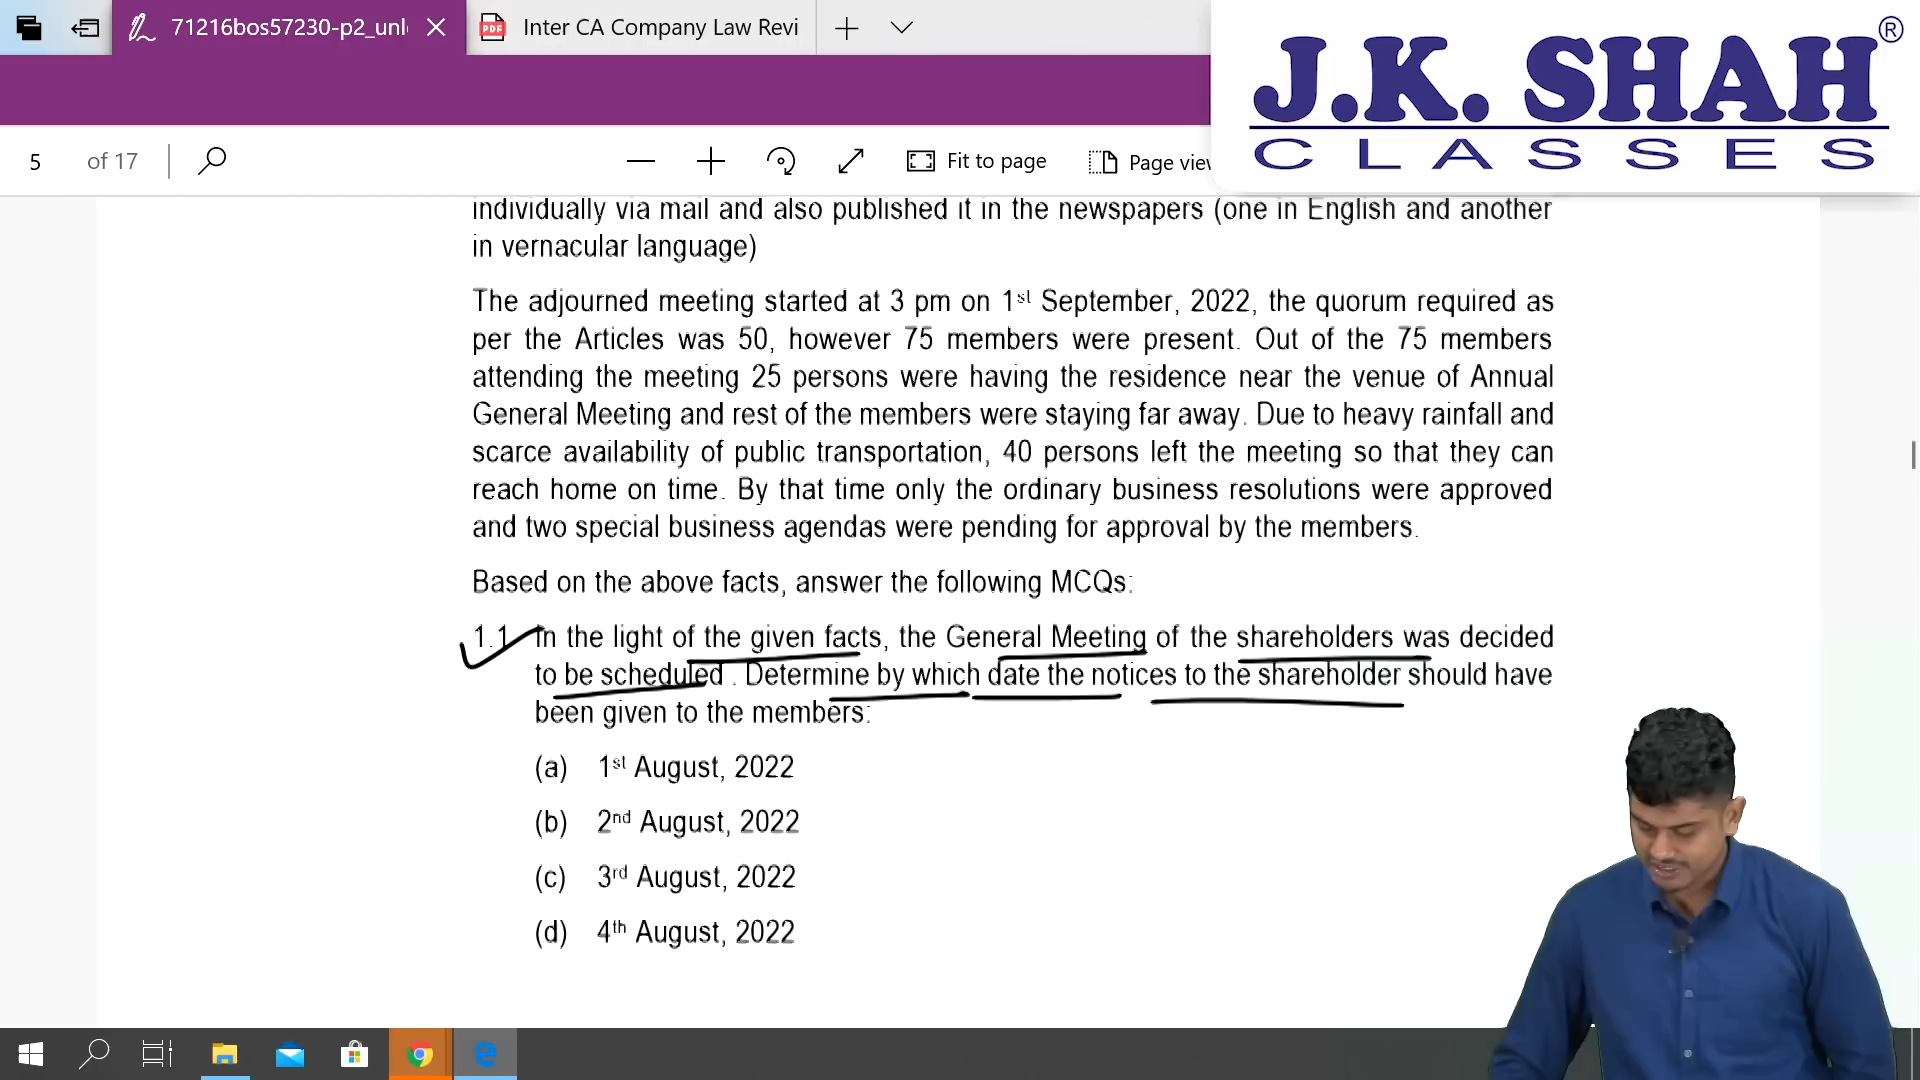 71216bos57230-p2_unl
PDF
Inter CA Company Law Revi
J.K. SHAH®
CLASSES
5 of 17
Fit to page
Page view
individually via mail and also published it in the newspapers (one in English and another
in vernacular language)
The adjourned meeting started at 3 pm on 1st September, 2022, the quorum required as
per the Articles was 50, however 75 members were present. Out of the 75 members
attending the meeting 25 persons were having the residence near the venue of Annual
General Meeting and rest of the members were staying far away. Due to heavy rainfall and
scarce availability of public transportation, 40 persons left the meeting so that they can
reach home on time. By that time only the ordinary business resolutions were approved
and two special business agendas were pending for approval by the members.
Based on the above facts, answer the following MCQs:
1.1 In the light of the given facts, the General Meeting of the shareholders was decided
to be scheduled . Determine by which date the notices to the shareholder should have
been given to the members:
(a) 1st August, 2022
(b) 2nd August, 2022
(c) 3rd August, 2022
(d) 4th August, 2022